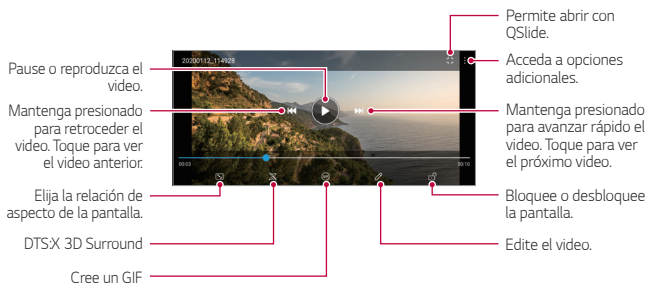 Permite abrir con
QSlide.
Acceda a opciones
adicionales.
20200112_114928
Pause o reproduzca el
video.
Mantenga presionado
para retroceder el
video. Toque para ver
el video anterior.
Mantenga presionado
para avanzar rápido el
video. Toque para ver
el próximo video.
00:03
00:10
Elija la relación de
aspecto de la pantalla.
Bloquee o desbloquee
la pantalla.
DTS:X 3D Surround
Edite el video.
Cree un GIF